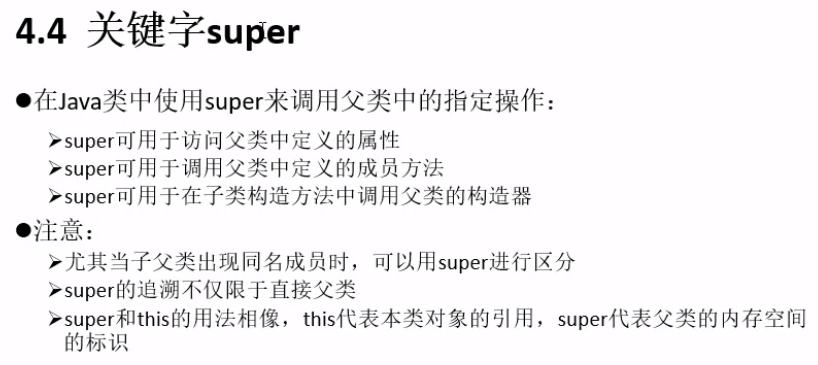 4.4 关键字super
●在Java类中使用super来调用父类中的指定操作：
➢super可用于访问父类中定义的属性
➢super可用于调用父类中定义的成员方法
➢super可用于在子类构造方法中调用父类的构造器
●注意：
➢尤其当子父类出现同名成员时，可以用super进行区分
➢super的追溯不仅限于直接父类
➢super和this的用法相像，this代表本类对象的引用，super代表父类的内存空间
的标识